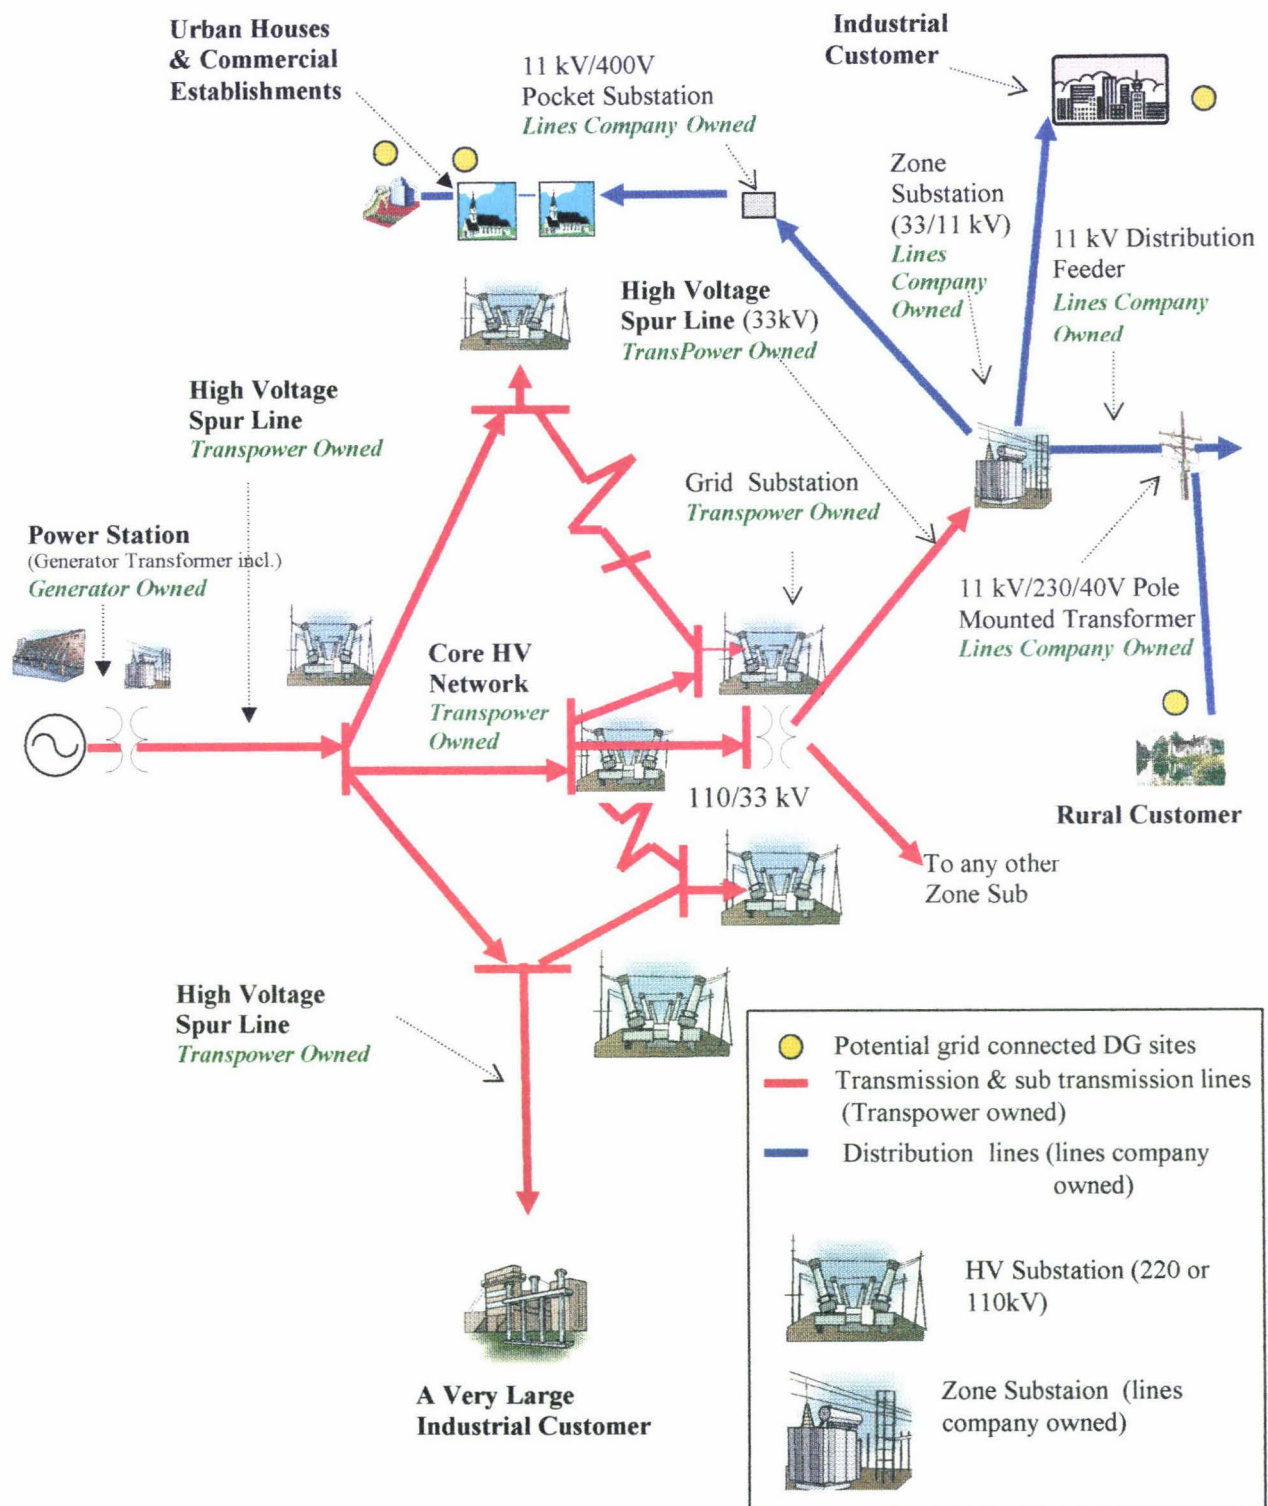 Urban Houses
& Commercial
Establishments
11 kV/400V
Pocket Substation
Lines Company Owned
Industrial
Customer
Zone
Substation
(33/11 kV)
Lines
Company
Owned
11 kV Distribution
Feeder
Lines Company
Owned
High Voltage
Spur Line (33kV)
TransPower Owned
High Voltage
Spur Line
Transpower Owned
Grid Substation
Transpower Owned
Power Station
(Generator Transformer incl.)
Generator Owned
11 kV/230/40V Pole
Mounted Transformer
Lines Company Owned
Core HV
Network
Transpower
Owned
110/33 kV
Rural Customer
To any other
Zone Sub
High Voltage
Spur Line
Transpower Owned
A Very Large
Industrial Customer
Potential grid connected DG sites
Transmission & sub transmission lines
(Transpower owned)
Distribution lines (lines company
owned)
HV Substation (220 or
110kV)
Zone Substaion (lines
company owned)